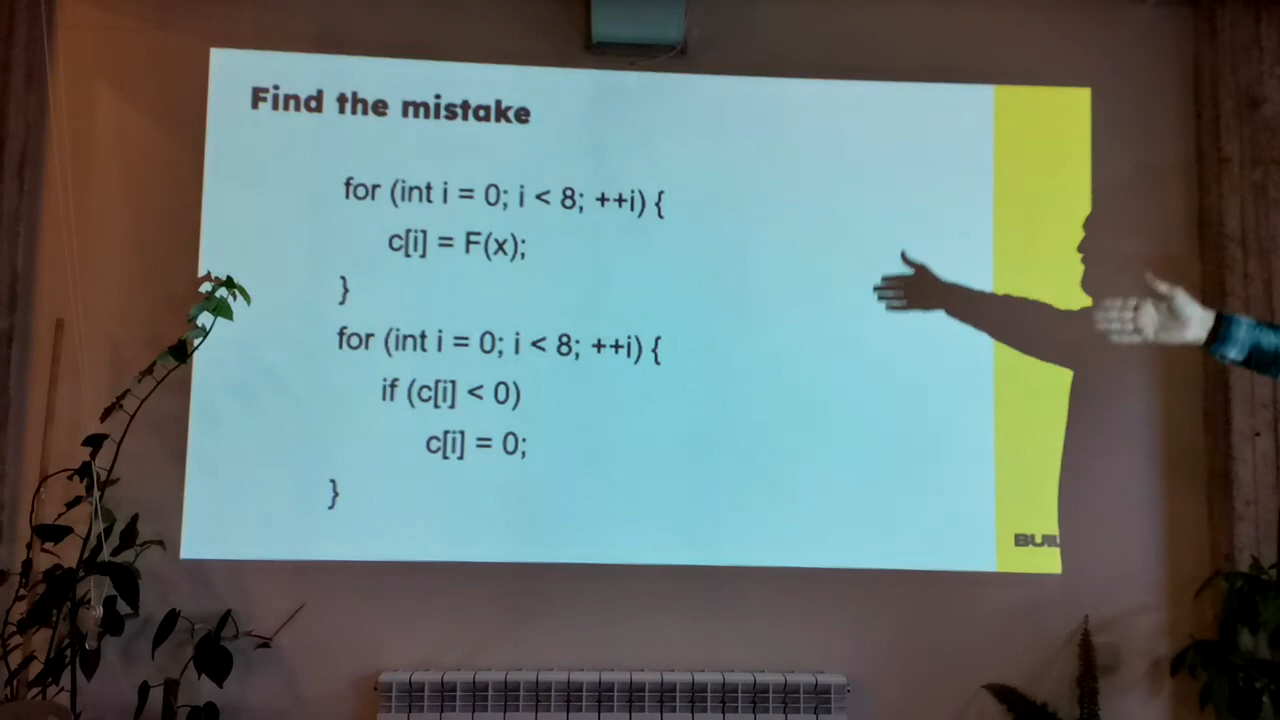 Find the mistake
for (int i = 0; i < 8; ++i) {
c[i] = F(x);
}
for (int i = 0; i < 8; ++i) {
if (c[i] < 0)
c[i] = 0;
}